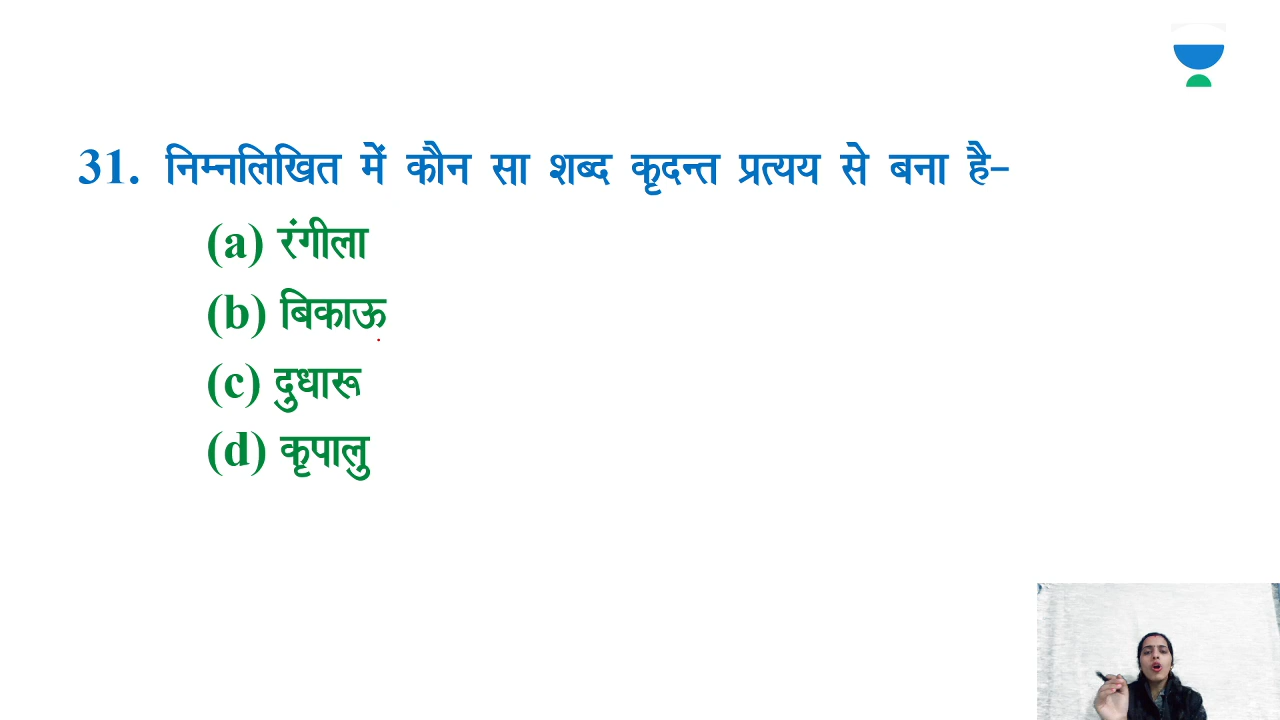 31. निम्नलिखित में कौन सा शब्द कृदन्त प्रत्यय से बना है-
(a) रंगीला
(b) बिकाऊ
(c) दुधारू
(d) कृपालु